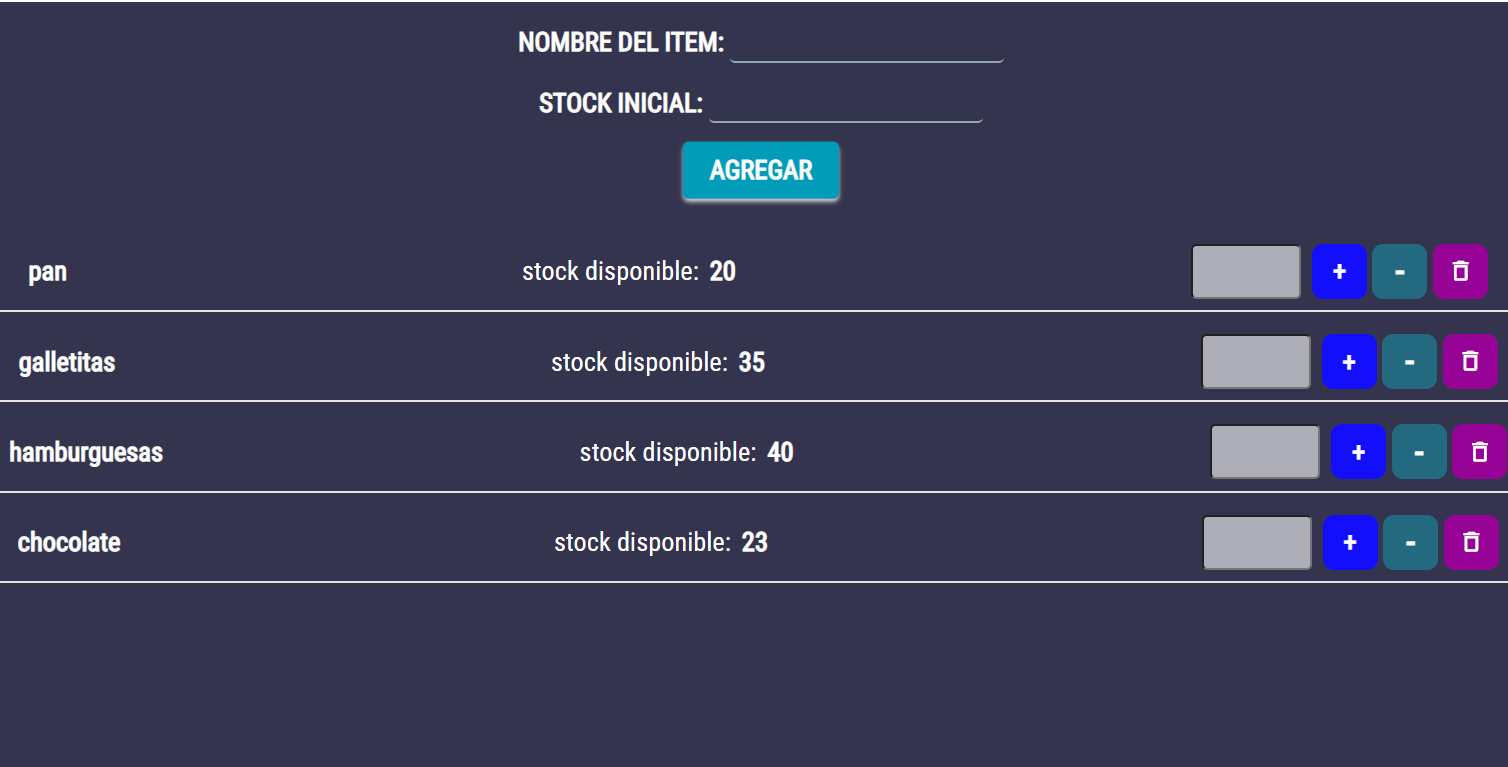 NOMBRE DEL ITEM:
STOCK INICIAL:
AGREGAR
pan stock disponible: 20 + -
galletitas stock disponible: 35 + -
hamburguesas stock disponible: 40 + -
chocolate stock disponible: 23 + -